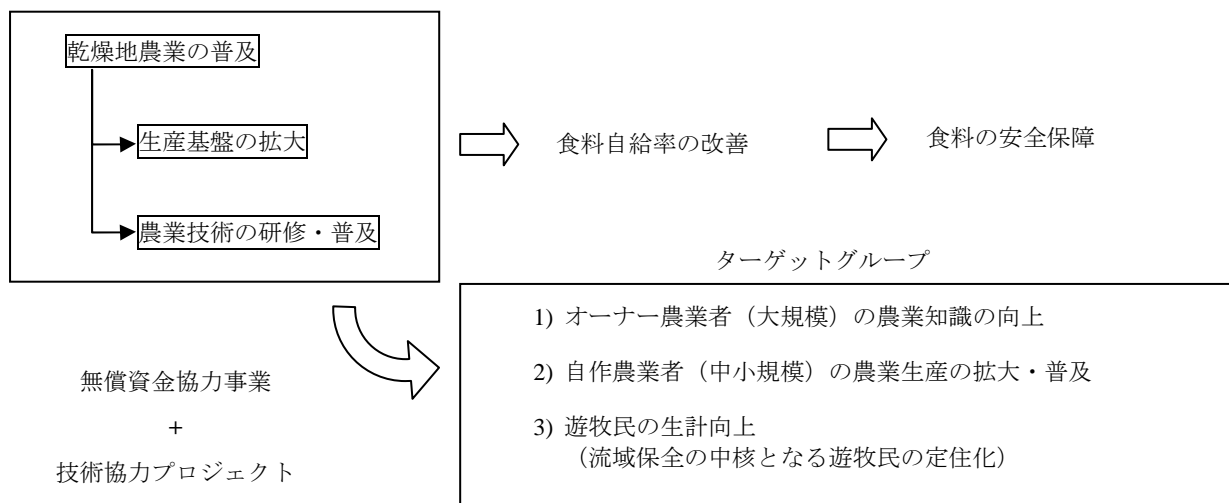 乾燥地農業の普及
生産基盤の拡大
農業技術の研修・普及
食料自給率の改善
食料の安全保障
ターゲットグループ
1) オーナー農業者（大規模）の農業知識の向上
2) 自作農業者（中小規模）の農業生産の拡大・普及
3) 遊牧民の生計向上
（流域保全の中核となる遊牧民の定住化）
無償資金協力事業
+
技術協力プロジェクト